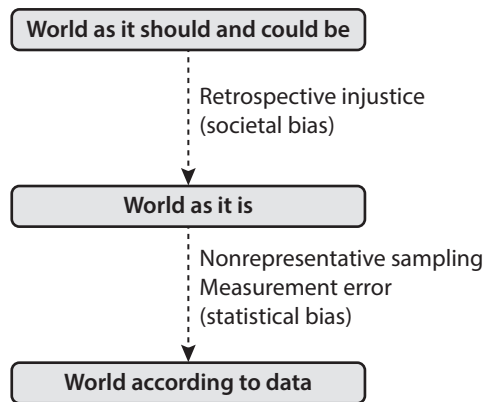 World as it should and could be
Retrospective injustice
(societal bias)
World as it is
Nonrepresentative sampling
Measurement error
(statistical bias)
World according to data